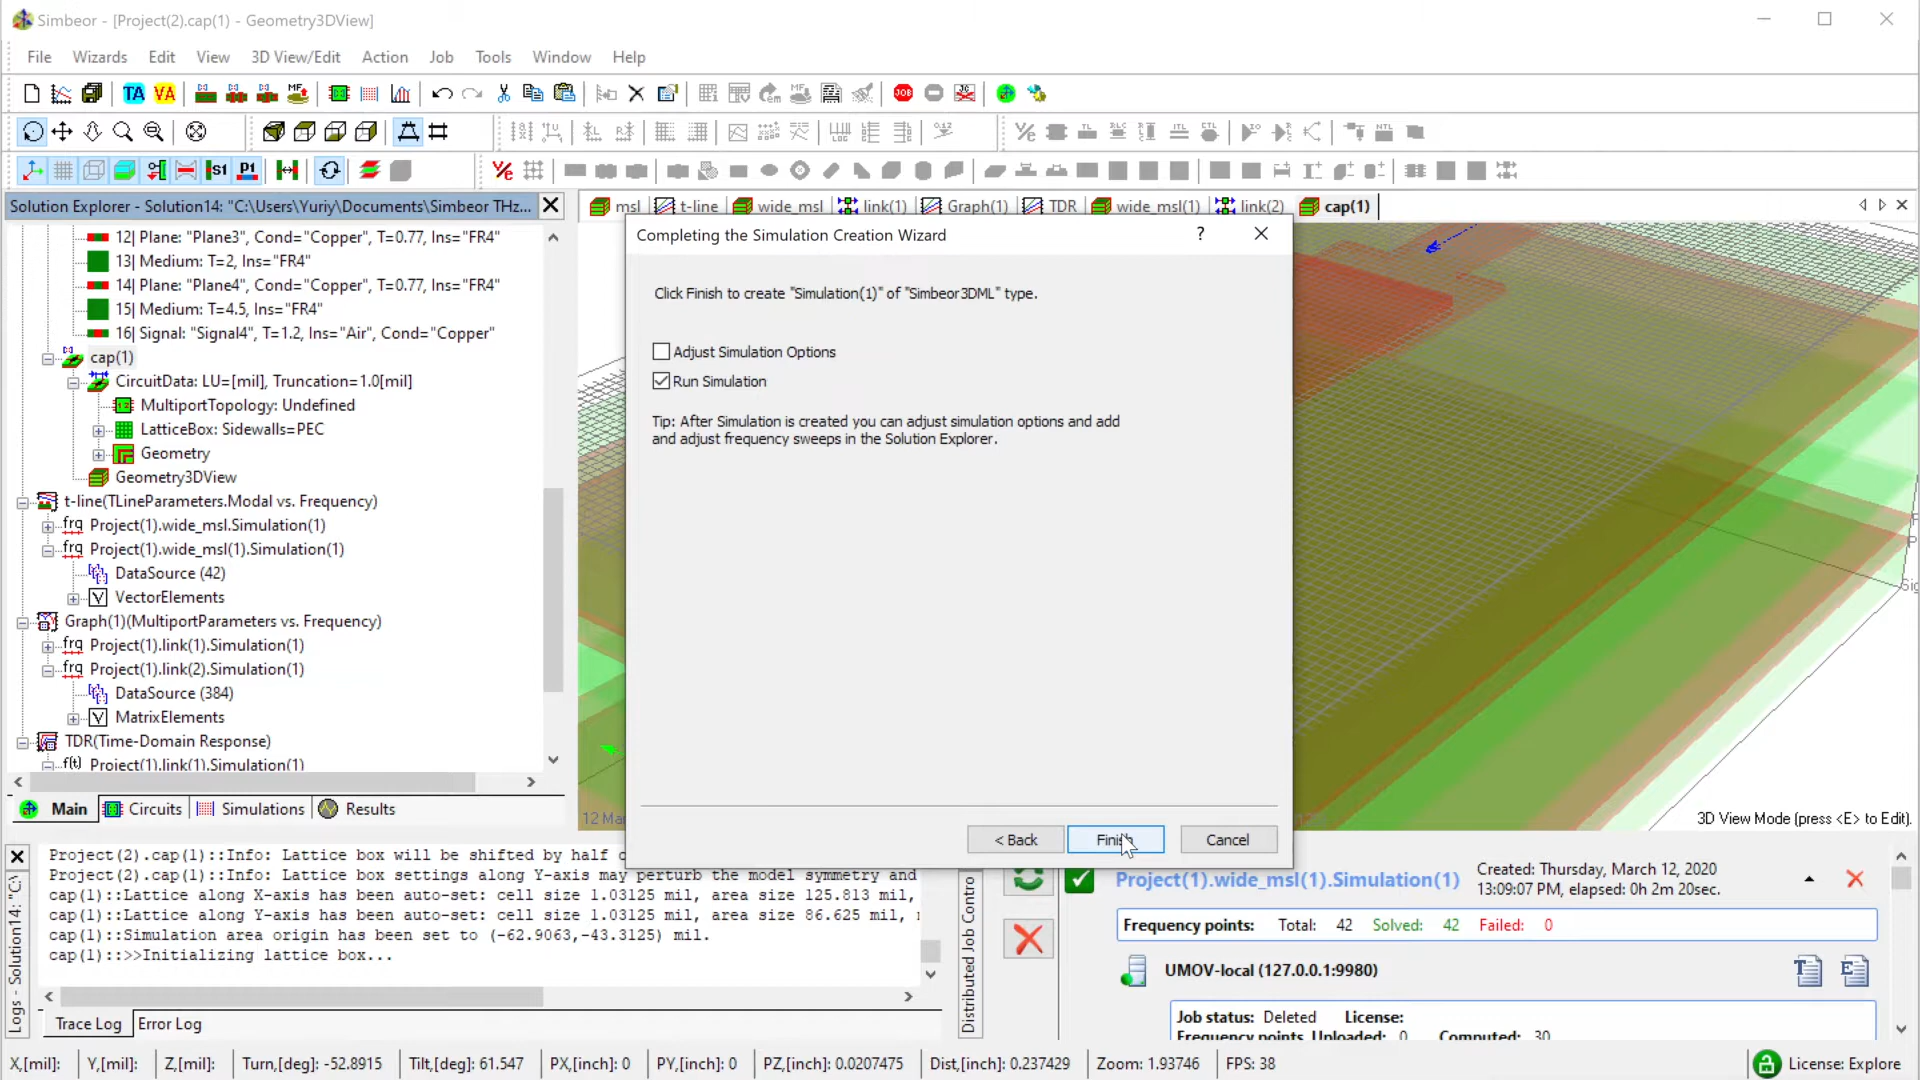 Simbeor - [Project(2).cap(1) - Geometry3DView]
File Wizards Edit View 3D View/Edit Action Job Tools Window Help
TA VA
Solution Explorer - Solution14: "C:\Users\Yuriy\Documents\Simbeor THz...
msl t-line wide_msl link(1) Graph(1) TDR wide_msl(1) link(2) cap(1)
12| Plane: "Plane3", Cond="Copper", T=0.77, Ins="FR4"
13| Medium: T=2, Ins="FR4"
14| Plane: "Plane4", Cond="Copper", T=0.77, Ins="FR4"
15| Medium: T=4.5, Ins="FR4"
16| Signal: "Signal4", T=1.2, Ins="Air", Cond="Copper"
cap(1)
CircuitData: LU=[mil], Truncation=1.0[mil]
MultiportTopology: Undefined
LatticeBox: Sidewalls=PEC
Geometry
Geometry3DView
t-line(TLineParameters.Modal vs. Frequency)
Project(1).wide_msl.Simulation(1)
Project(1).wide_msl(1).Simulation(1)
DataSource (42)
VectorElements
Graph(1)(MultiportParameters vs. Frequency)
Project(1).link(1).Simulation(1)
Project(1).link(2).Simulation(1)
DataSource (384)
MatrixElements
TDR(Time-Domain Response)
Project(1).link(1).Simulation(1)
Main Circuits Simulations Results
Completing the Simulation Creation Wizard
Click Finish to create "Simulation(1)" of "Simbeor3DML" type.
Adjust Simulation Options
Run Simulation
Tip: After Simulation is created you can adjust simulation options and add
and adjust frequency sweeps in the Solution Explorer.
< Back Finish Cancel
12 Mar
3D View Mode (press <E> to Edit).
Logs - Solution14: "C:\
Project(2).cap(1)::Info: Lattice box will be shifted by half
Project(2).cap(1)::Info: Lattice box settings along Y-axis may perturb the model symmetry and
cap(1)::Lattice along X-axis has been auto-set: cell size 1.03125 mil, area size 125.813 mil,
cap(1)::Lattice along Y-axis has been auto-set: cell size 1.03125 mil, area size 86.625 mil,
cap(1)::Simulation area origin has been set to (-62.9063,-43.3125) mil.
cap(1)::>>Initializing lattice box...
Trace Log Error Log
Distributed Job Contro
Project(1).wide_msl(1).Simulation(1)
Created: Thursday, March 12, 2020
13:09:07 PM, elapsed: 0h 2m 20sec.
Frequency points: Total: 42 Solved: 42 Failed: 0
UMOV-local (127.0.0.1:9980)
Job status: Deleted License:
Frequency points Uploaded: 0 Computed: 30
X,[mil]: Y,[mil]: Z,[mil]: Turn,[deg]: -52.8915 Tilt,[deg]: 61.547 PX,[inch]: 0 PY,[inch]: 0 PZ,[inch]: 0.0207475 Dist,[inch]: 0.237429 Zoom: 1.93746 FPS: 38 License: Explore